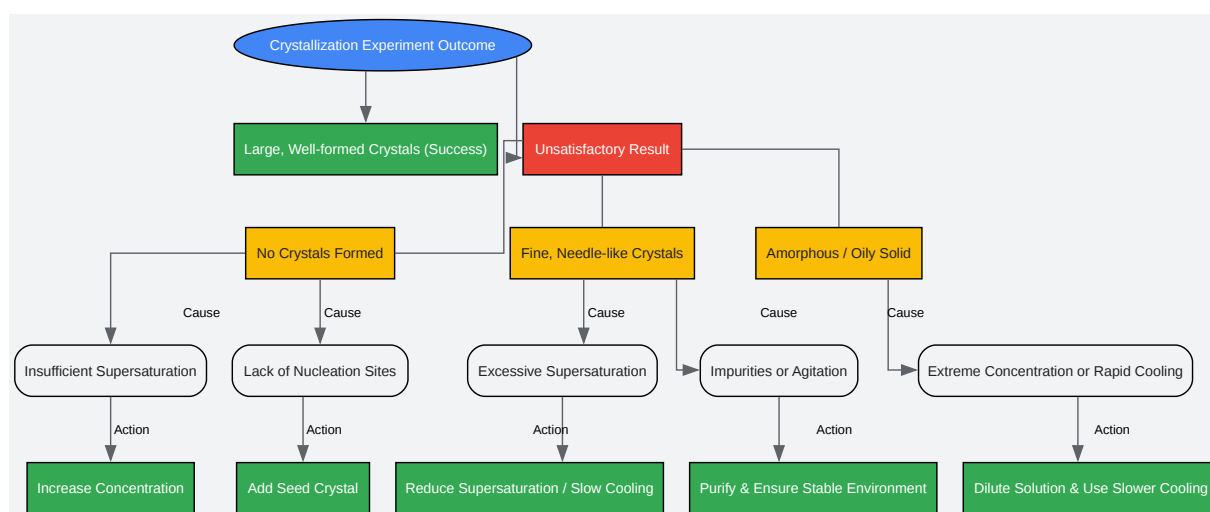 Crystallization Experiment Outcome
Large, Well-formed Crystals (Success)
Unsatisfactory Result
No Crystals Formed
Fine, Needle-like Crystals
Amorphous / Oily Solid
Cause
Cause
Cause
Cause
Cause
Insufficient Supersaturation
Lack of Nucleation Sites
Excessive Supersaturation
Impurities or Agitation
Extreme Concentration or Rapid Cooling
Action
Action
Action
Action
Action
Increase Concentration
Add Seed Crystal
Reduce Supersaturation / Slow Cooling
Purify & Ensure Stable Environment
Dilute Solution & Use Slower Cooling